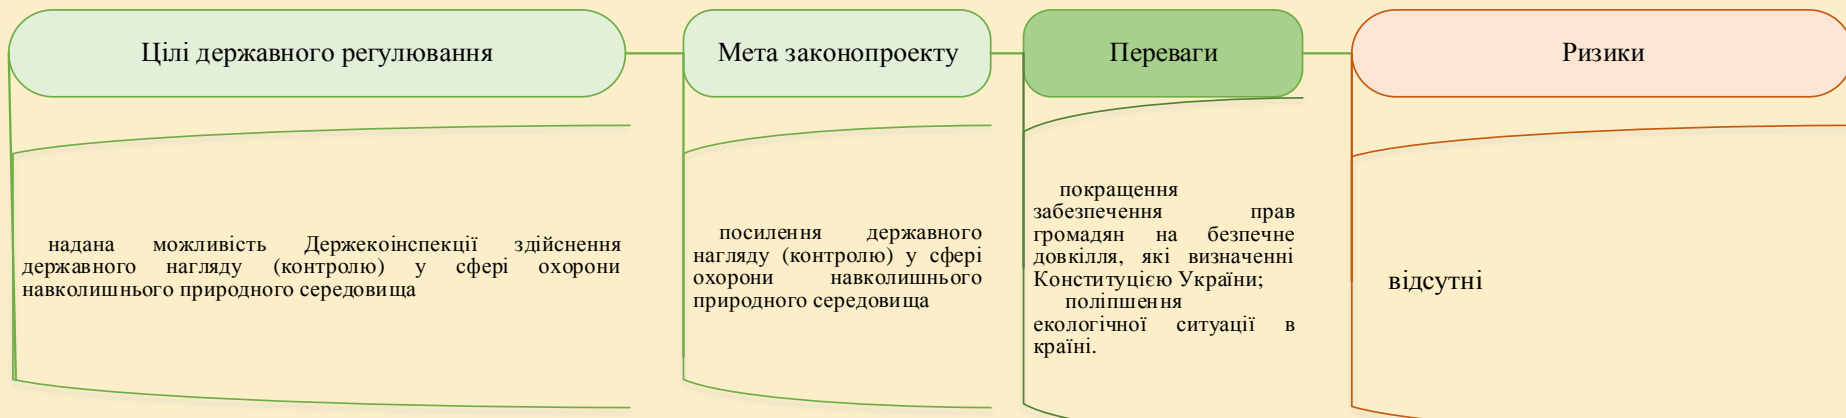 Цілі державного регулювання
надана можливість Держекоінспекції здійснення
державного нагляду (контролю) у сфері охорони
навколишнього природного середовища
Мета законопроекту
посилення державного
нагляду (контролю) у сфері
охорони навколишнього
природного середовища
Переваги
покращення
забезпечення прав
громадян на безпечне
довкілля, які визначенні
Конституцією України;
поліпшення
екологічної ситуації в
країні.
Ризики
відсутні